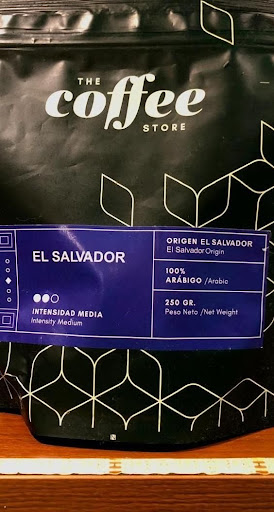 THE
coffee
STORE
EL SALVADOR
INTENSIDAD MEDIA
Intensity Medium
ORIGEN EL SALVADOR
El Salvador Origin
100%
ARÁBIGO /Arabic
250 GR.
Peso Neto /Net Weight